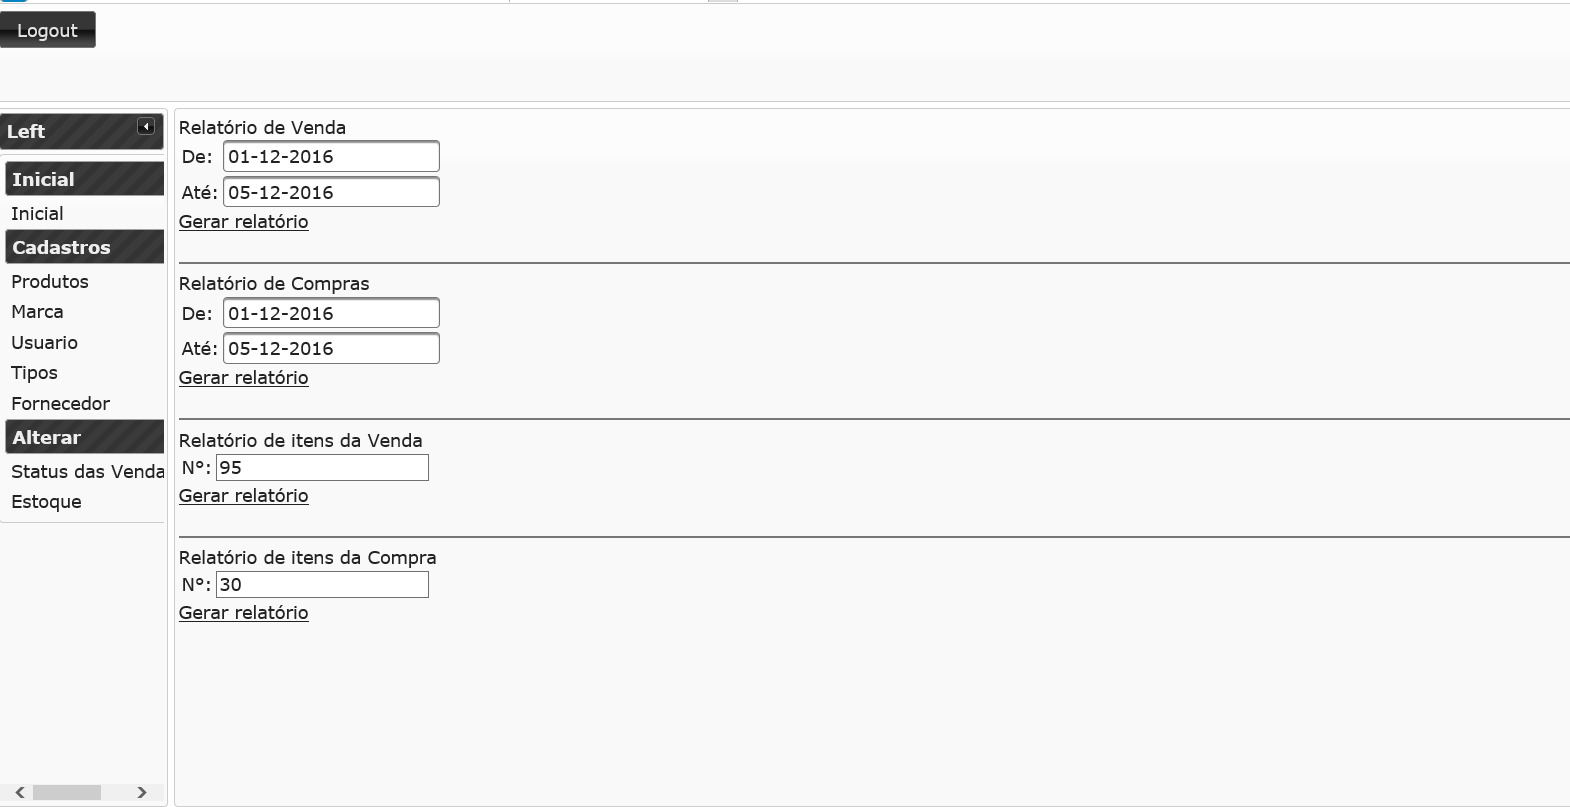 Logout
Left
Inicial
Inicial
Cadastros
Produtos
Marca
Usuario
Tipos
Fornecedor
Alterar
Status das Venda
Estoque
Relatório de Venda
De: 01-12-2016
Até: 05-12-2016
Gerar relatório
Relatório de Compras
De: 01-12-2016
Até: 05-12-2016
Gerar relatório
Relatório de itens da Venda
Nº: 95
Gerar relatório
Relatório de itens da Compra
Nº: 30
Gerar relatório